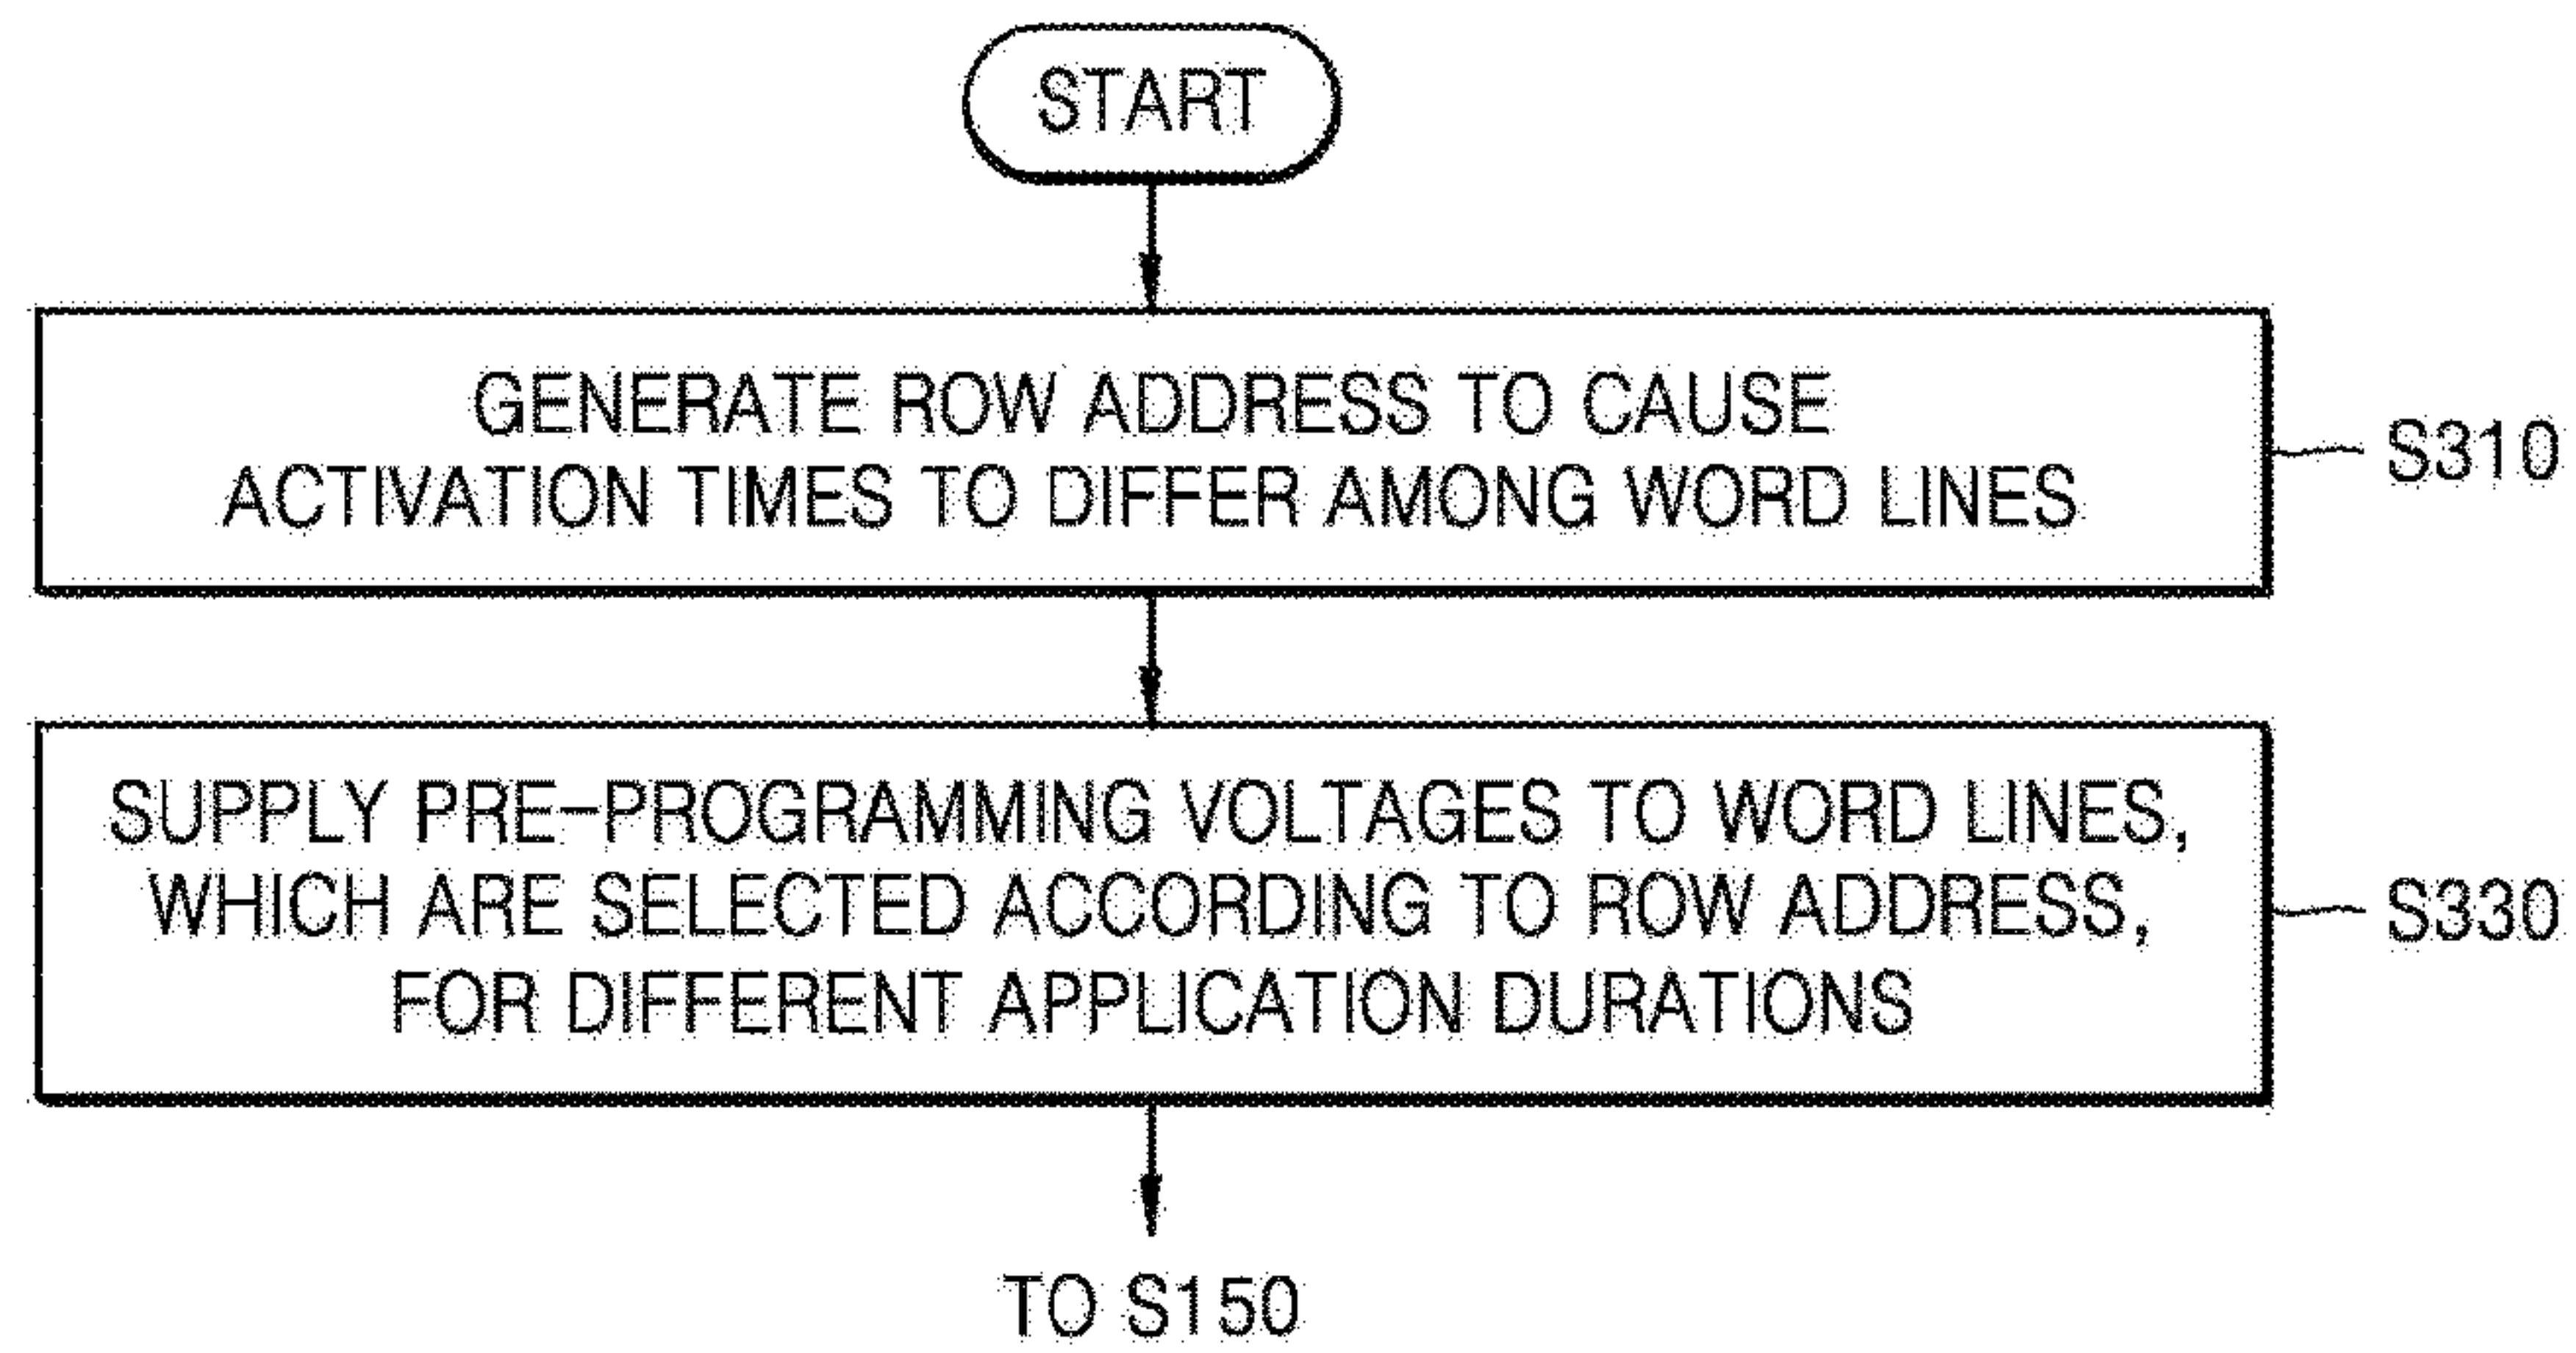 START
GENERATE ROW ADDRESS TO CAUSE
ACTIVATION TIMES TO DIFFER AMONG WORD LINES
S310
SUPPLY PRE-PROGRAMMING VOLTAGES TO WORD LINES,
WHICH ARE SELECTED ACCORDING TO ROW ADDRESS,
FOR DIFFERENT APPLICATION DURATIONS
S330
TO S150